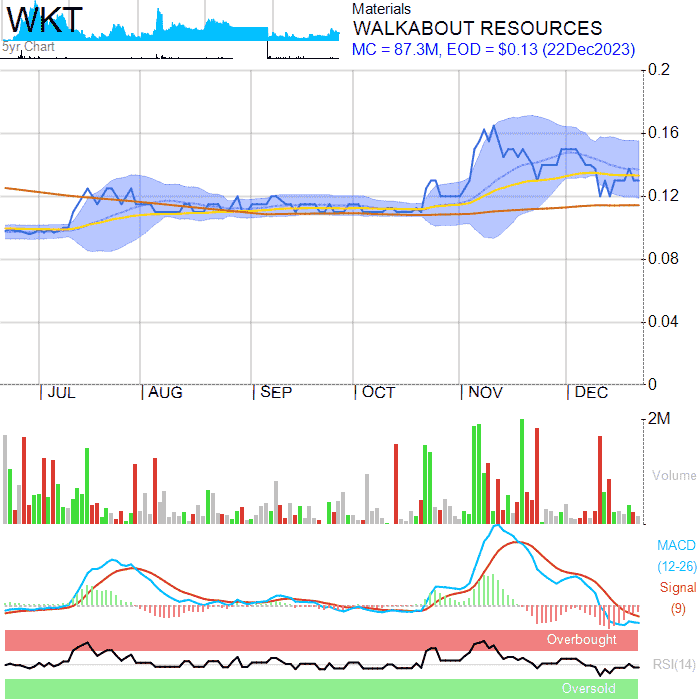 WKT
5yr Chart
Materials
WALKABOUT RESOURCES
MC = 87.3M, EOD = $0.13 (22Dec2023)
0.2
0.16
0.12
0.08
0.04
0
JUL AUG SEP OCT NOV DEC
2M
Volume
MACD
(12-26)
Signal
(9)
Overbought
RSI(14)
Oversold